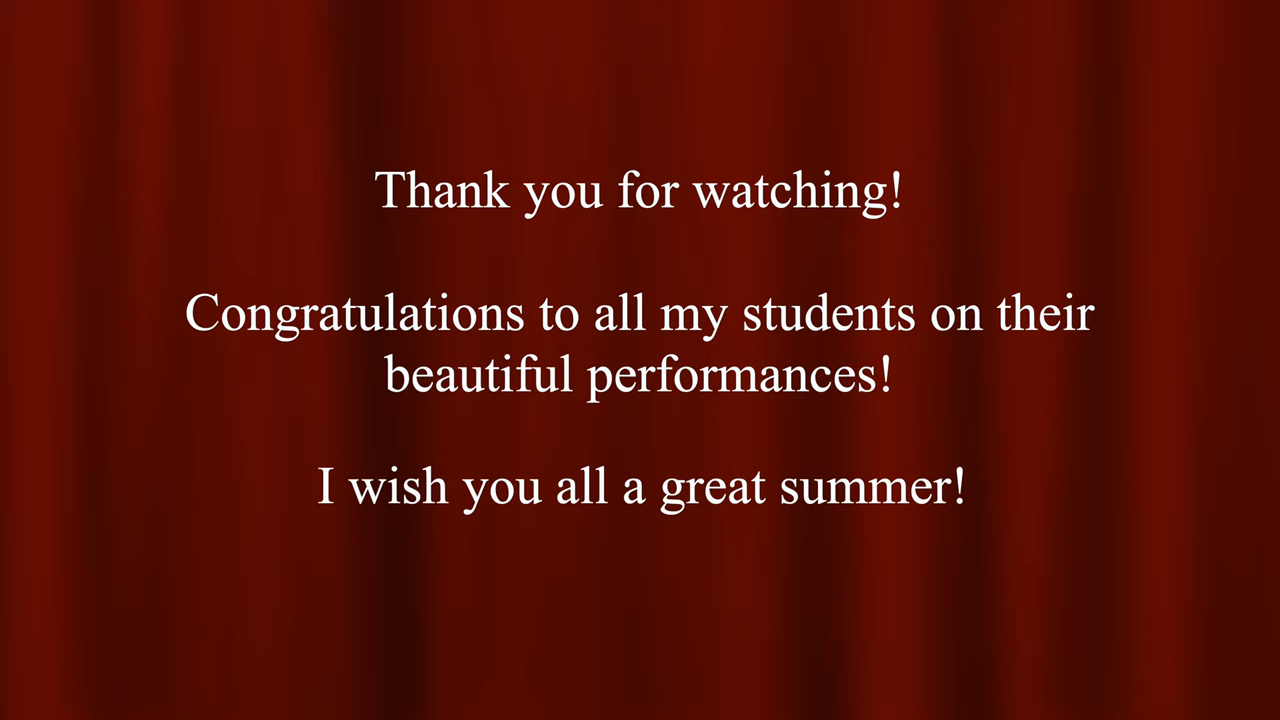 Thank you for watching!
Congratulations to all my students on their
beautiful performances!
I wish you all a great summer!